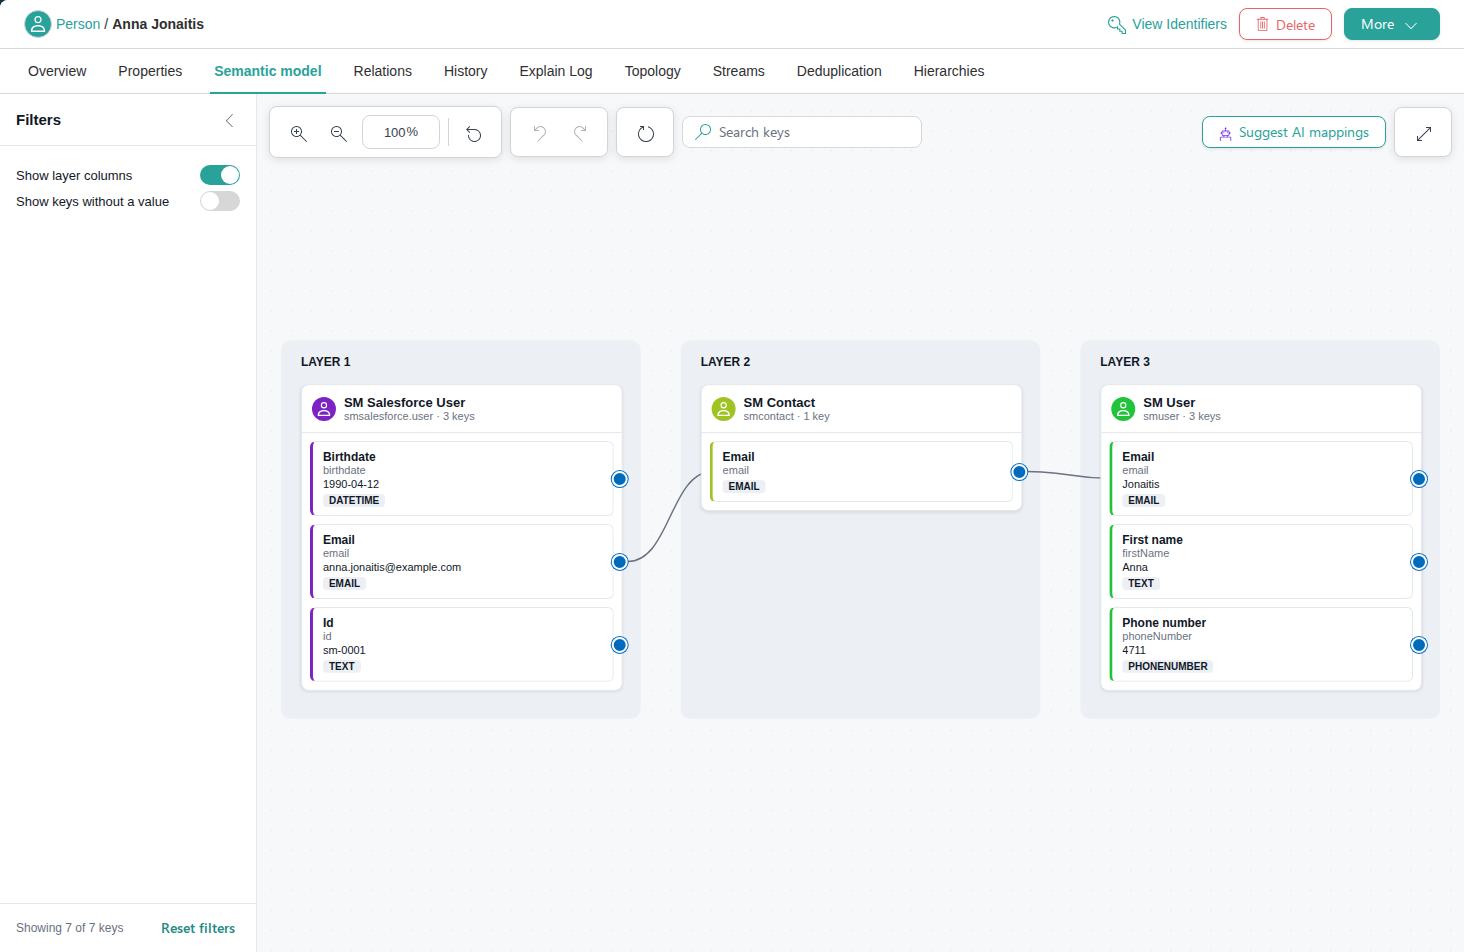 Person / Anna Jonaitis
View Identifiers
Delete
More
Overview
Properties
Semantic model
Relations
History
Explain Log
Topology
Streams
Deduplication
Hierarchies
Filters
Show layer columns
Show keys without a value
100%
Search keys
Suggest AI mappings
LAYER 1
SM Salesforce User
smsalesforce.user · 3 keys
Birthdate
birthdate
1990-04-12
DATETIME
Email
email
anna.jonaitis@example.com
EMAIL
Id
id
sm-0001
TEXT
LAYER 2
SM Contact
smcontact · 1 key
Email
email
EMAIL
LAYER 3
SM User
smuser · 3 keys
Email
email
Jonaitis
EMAIL
First name
firstName
Anna
TEXT
Phone number
phoneNumber
4711
PHONENUMBER
Showing 7 of 7 keys
Reset filters